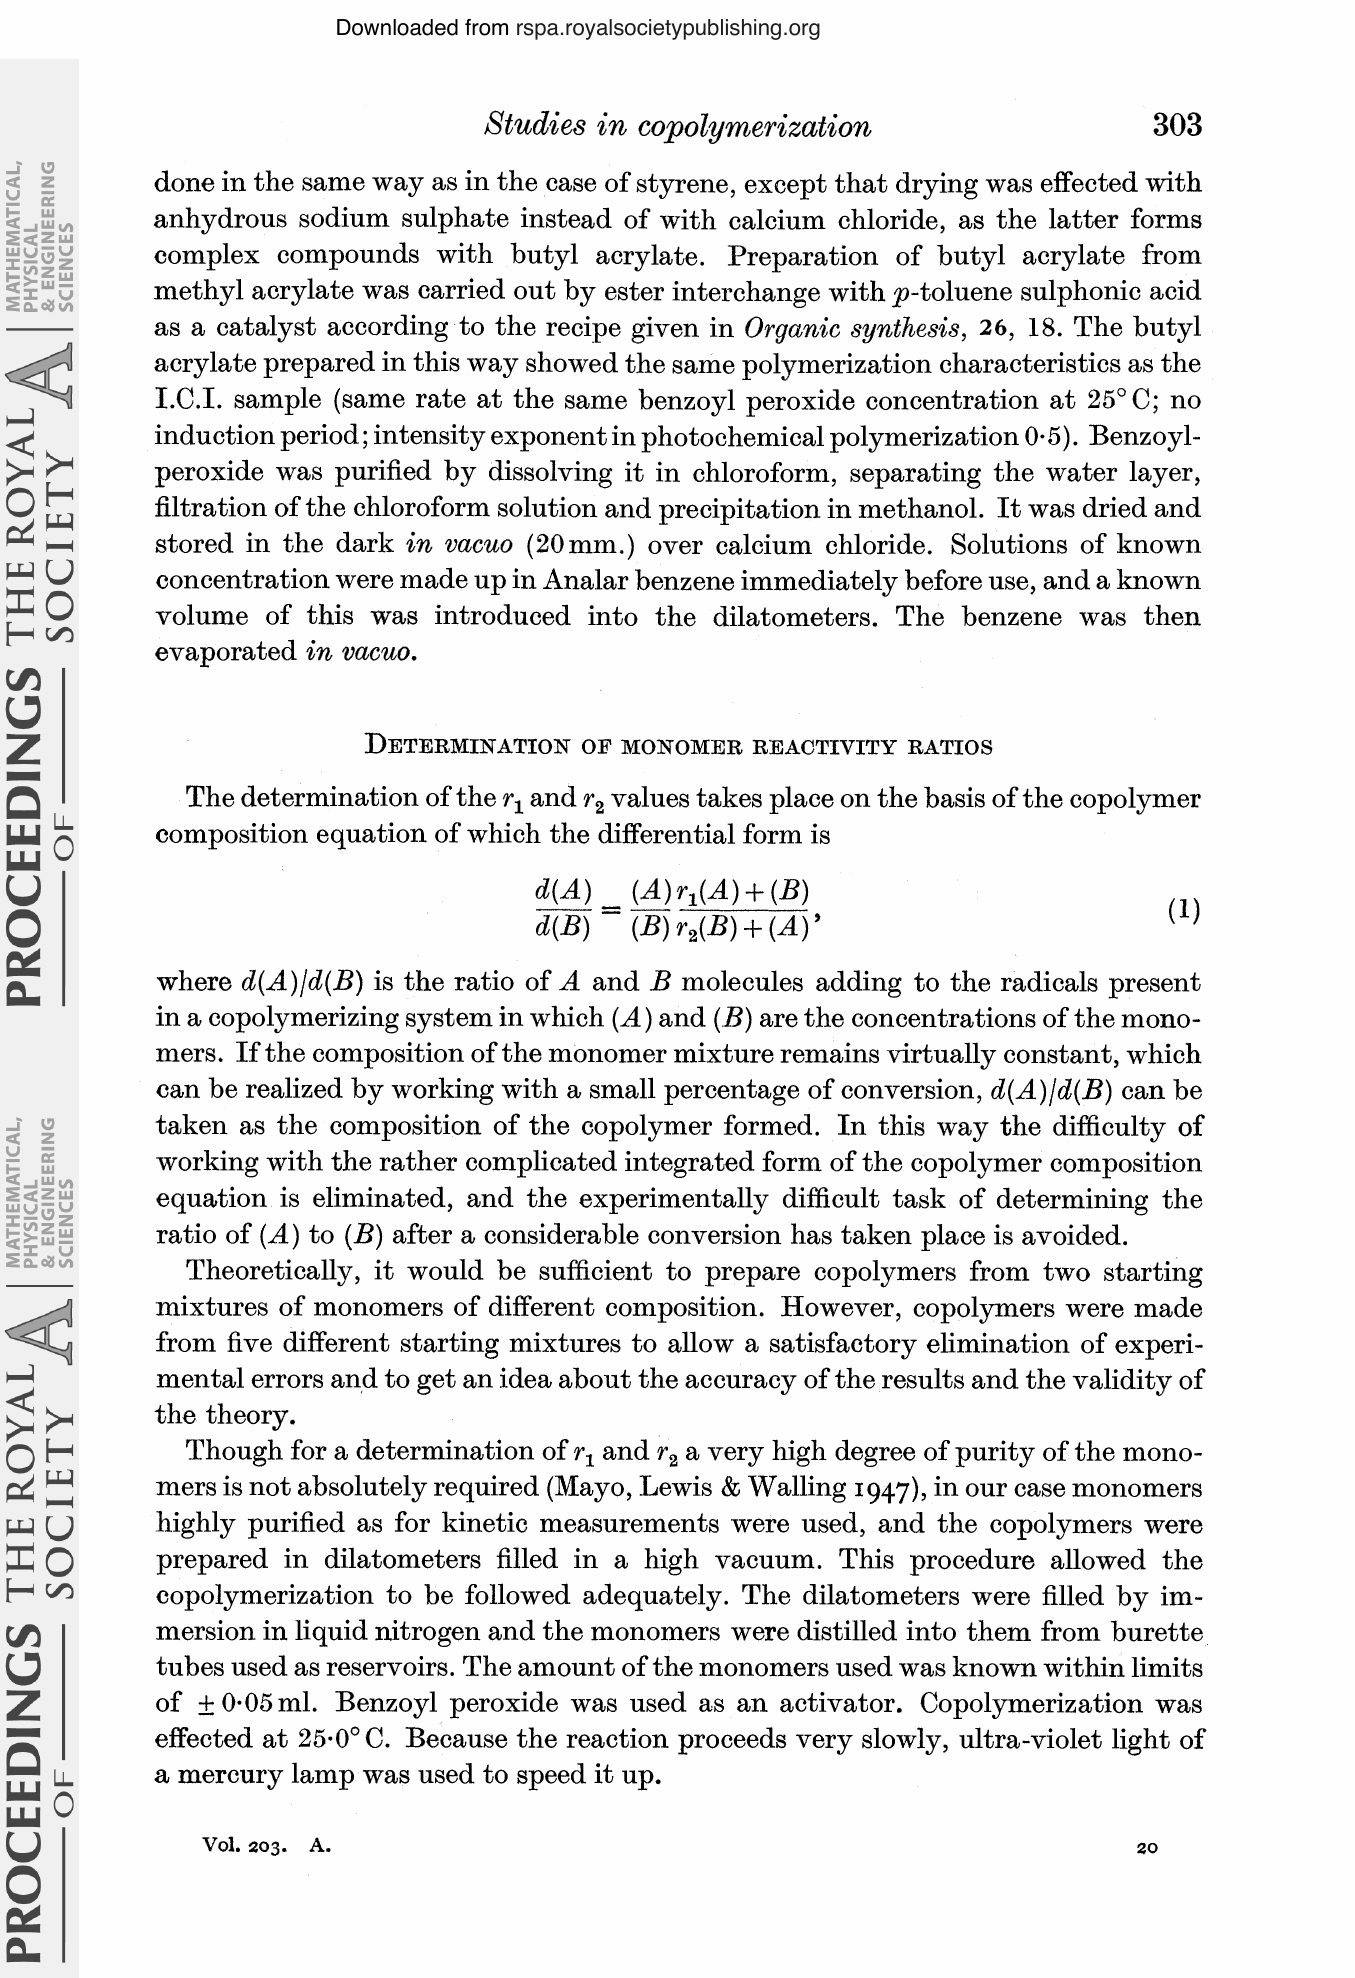 Downloaded from rspa.royalsocietypublishing.org
Studies in copolymerization 303
done in the same way as in the case of styrene, except that drying was effected with
anhydrous sodium sulphate instead of with calcium chloride, as the latter forms
complex compounds with butyl acrylate. Preparation of butyl acrylate from
methyl acrylate was carried out by ester interchange with p-toluene sulphonic acid
as a catalyst according to the recipe given in Organic synthesis, 26, 18. The butyl
acrylate prepared in this way showed the same polymerization characteristics as the
I.C.I. sample (same rate at the same benzoyl peroxide concentration at 25° C; no
induction period; intensity exponent in photochemical polymerization 0·5). Benzoyl-
peroxide was purified by dissolving it in chloroform, separating the water layer,
filtration of the chloroform solution and precipitation in methanol. It was dried and
stored in the dark in vacuo (20 mm.) over calcium chloride. Solutions of known
concentration were made up in Analar benzene immediately before use, and a known
volume of this was introduced into the dilatometers. The benzene was then
evaporated in vacuo.
DETERMINATION OF MONOMER REACTIVITY RATIOS
The determination of the r₁ and r₂ values takes place on the basis of the copolymer
composition equation of which the differential form is
d(A)/d(B) = (A)/(B) r₁(A) + (B)/r₂(B) + (A), (1)
where d(A)/d(B) is the ratio of A and B molecules adding to the radicals present
in a copolymerizing system in which (A) and (B) are the concentrations of the mono-
mers. If the composition of the monomer mixture remains virtually constant, which
can be realized by working with a small percentage of conversion, d(A)/d(B) can be
taken as the composition of the copolymer formed. In this way the difficulty of
working with the rather complicated integrated form of the copolymer composition
equation is eliminated, and the experimentally difficult task of determining the
ratio of (A) to (B) after a considerable conversion has taken place is avoided.
Theoretically, it would be sufficient to prepare copolymers from two starting
mixtures of monomers of different composition. However, copolymers were made
from five different starting mixtures to allow a satisfactory elimination of experi-
mental errors and to get an idea about the accuracy of the results and the validity of
the theory.
Though for a determination of r₁ and r₂ a very high degree of purity of the mono-
mers is not absolutely required (Mayo, Lewis & Walling 1947), in our case monomers
highly purified as for kinetic measurements were used, and the copolymers were
prepared in dilatometers filled in a high vacuum. This procedure allowed the
copolymerization to be followed adequately. The dilatometers were filled by im-
mersion in liquid nitrogen and the monomers were distilled into them from burette
tubes used as reservoirs. The amount of the monomers used was known within limits
of ± 0·05 ml. Benzoyl peroxide was used as an activator. Copolymerization was
effected at 25·0° C. Because the reaction proceeds very slowly, ultra-violet light of
a mercury lamp was used to speed it up.
Vol. 203. A. 20
MATHEMATICAL,
PHYSICAL
& ENGINEERING
SCIENCES
THE ROYAL
SOCIETY
A
PROCEEDINGS
OF
MATHEMATICAL,
PHYSICAL
& ENGINEERING
SCIENCES
THE ROYAL
SOCIETY
A
PROCEEDINGS
OF